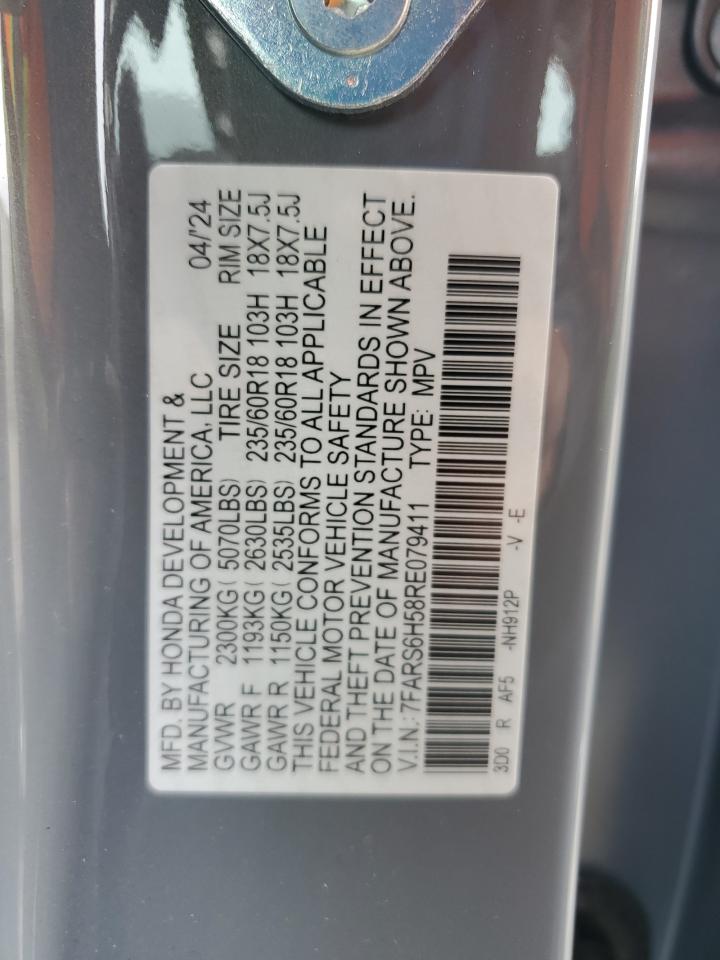 MFD. BY HONDA DEVELOPMENT &
MANUFACTURING OF AMERICA, LLC 04/'24
GVWR 2300KG( 5070LBS) TIRE SIZE RIM SIZE
GAWR F 1193KG( 2630LBS) 235/60R18 103H 18X7.5J
GAWR R 1150KG( 2535LBS) 235/60R18 103H 18X7.5J
THIS VEHICLE CONFORMS TO ALL APPLICABLE
FEDERAL MOTOR VEHICLE SAFETY
AND THEFT PREVENTION STANDARDS IN EFFECT
ON THE DATE OF MANUFACTURE SHOWN ABOVE.
V.I.N.:7FARS6H58RE079411 TYPE: MPV
3D0 R AF5 -NH912P -V -E